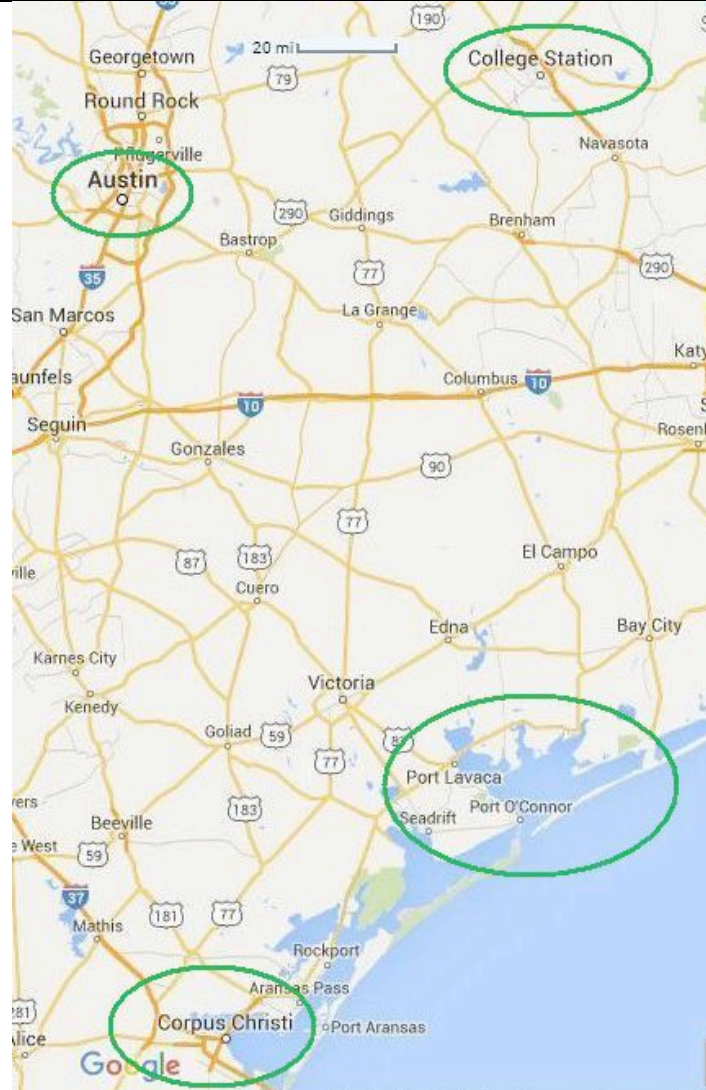 190
Georgetown
20 mi
College Station
79
Round Rock
Pflugerville
Navasota
Austin
290
Giddings
Brenham
Bastrop
77
290
35
La Grange
San Marcos
Katy
aunfels
Columbus
10
10
Seguin
Rosenl
Gonzales
90
77
El Campo
87
183
ville
Cuero
Edna
Bay City
Karnes City
Victoria
Kenedy
Goliad
59
77
Port Lavaca
183
Port O'Connor
Seadrift
Beeville
e West
59
37
181
77
Mathis
Rockport
Aransas Pass
281
Corpus Christi
Port Aransas
Alice
Google